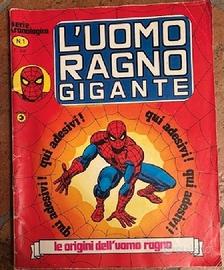 serie
cronologica
N.1
L'UOMO
RAGNO
GIGANTE
qui adesivi!
qui adesivi!
qui adesivi!
qui adesivi!
le origini dell'uomo ragno